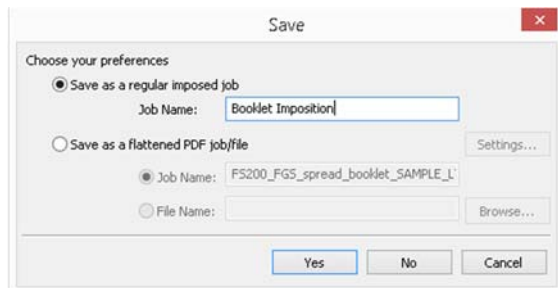 Save
Choose your preferences
Save as a regular imposed job
Job Name: Booklet Imposition
Save as a flattened PDF job/file Settings...
Job Name: FS200_FGS_spread_booklet_SAMPLE_L
File Name: Browse...
Yes No Cancel